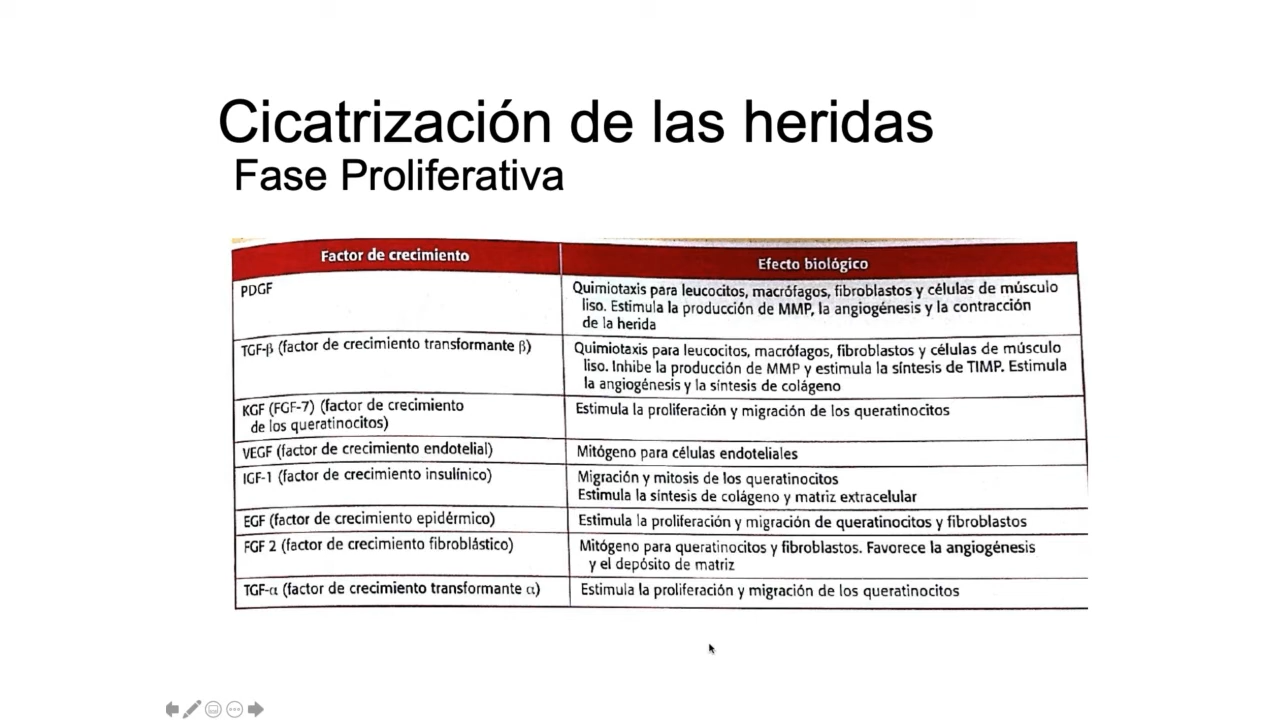 Cicatrización de las heridas
Fase Proliferativa
Factor de crecimiento
Efecto biológico
PDGF
Quimiotaxis para leucocitos, macrófagos, fibroblastos y células de músculo
liso. Estimula la producción de MMP, la angiogénesis y la contracción
de la herida
TGF-β (factor de crecimiento transformante β)
Quimiotaxis para leucocitos, macrófagos, fibroblastos y células de músculo
liso. Inhibe la producción de MMP y estimula la síntesis de TIMP. Estimula
la angiogénesis y la síntesis de colágeno
KGF (FGF-7) (factor de crecimiento
de los queratinocitos)
Estimula la proliferación y migración de los queratinocitos
VEGF (factor de crecimiento endotelial)
Mitógeno para células endoteliales
IGF-1 (factor de crecimiento insulínico)
Migración y mitosis de los queratinocitos
Estimula la síntesis de colágeno y matriz extracelular
EGF (factor de crecimiento epidérmico)
Estimula la proliferación y migración de queratinocitos y fibroblastos
FGF 2 (factor de crecimiento fibroblástico)
Mitógeno para queratinocitos y fibroblastos. Favorece la angiogénesis
y el depósito de matriz
TGF-α (factor de crecimiento transformante α)
Estimula la proliferación y migración de los queratinocitos